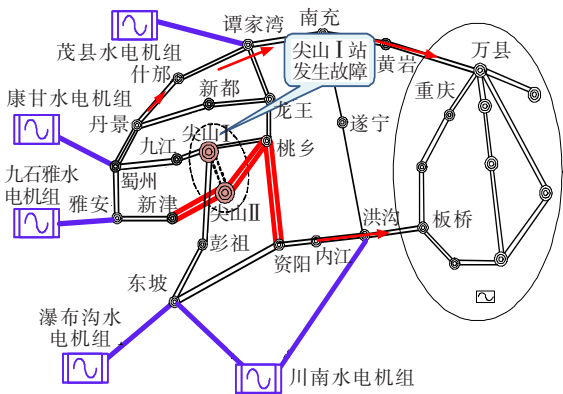 谭家湾
南充
茂县水电机组
什邡
尖山Ⅰ站
发生故障
黄岩
万县
康甘水电机组
新都
重庆
丹景
龙王
尖山Ⅰ
遂宁
九江
桃乡
九石雅水
电机组
蜀州
雅安
新津
尖山Ⅱ
洪沟
板桥
彭祖
资阳
内江
东坡
瀑布沟水
电机组
川南水电机组